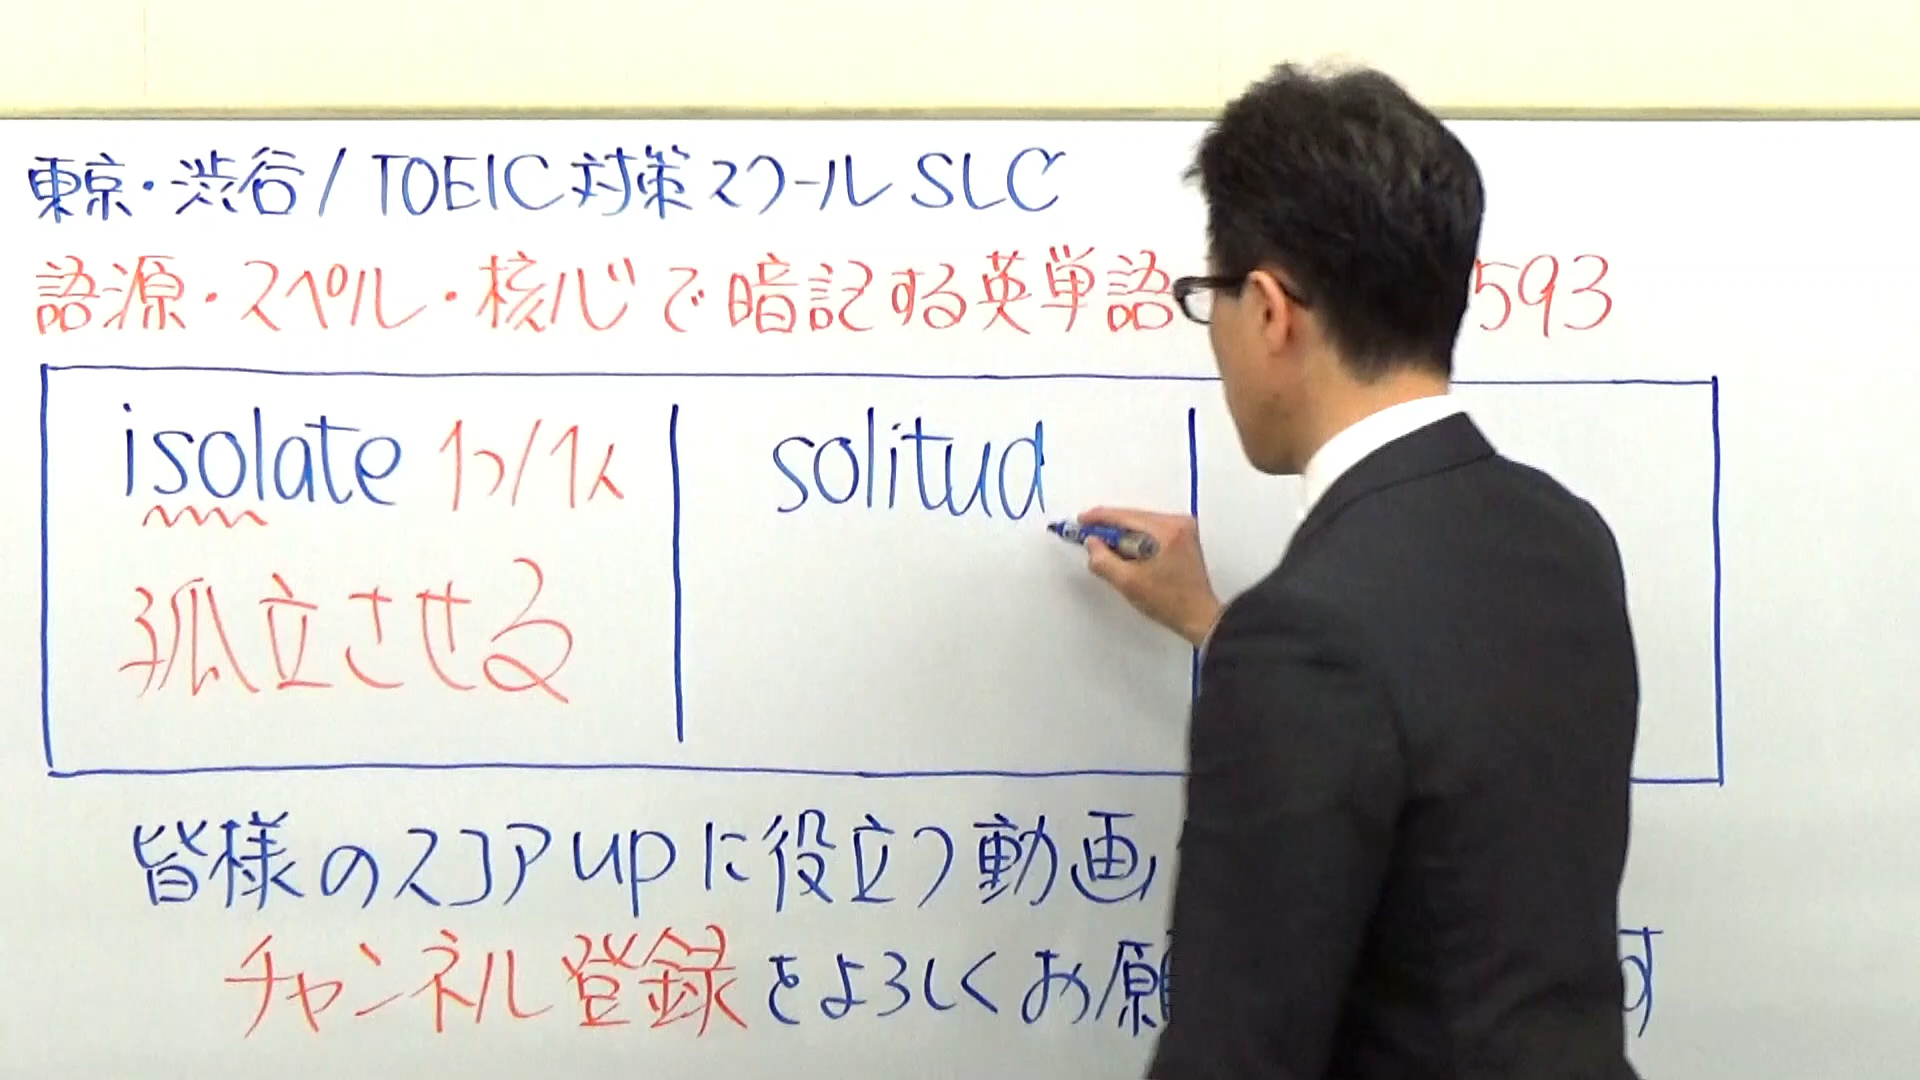 東京・渋谷/TOEIC対策スクールSLC
語源・スペル・核心で暗記する英単語 593
isolate 1つ/1人
孤立させる
solitud
皆様のスコアupに役立つ動画
チャンネル登録をよろしくお願 す